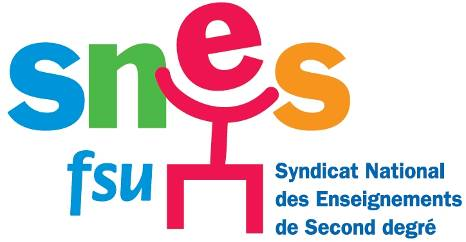 snes
fsu
Syndicat National
des Enseignements
de Second degré